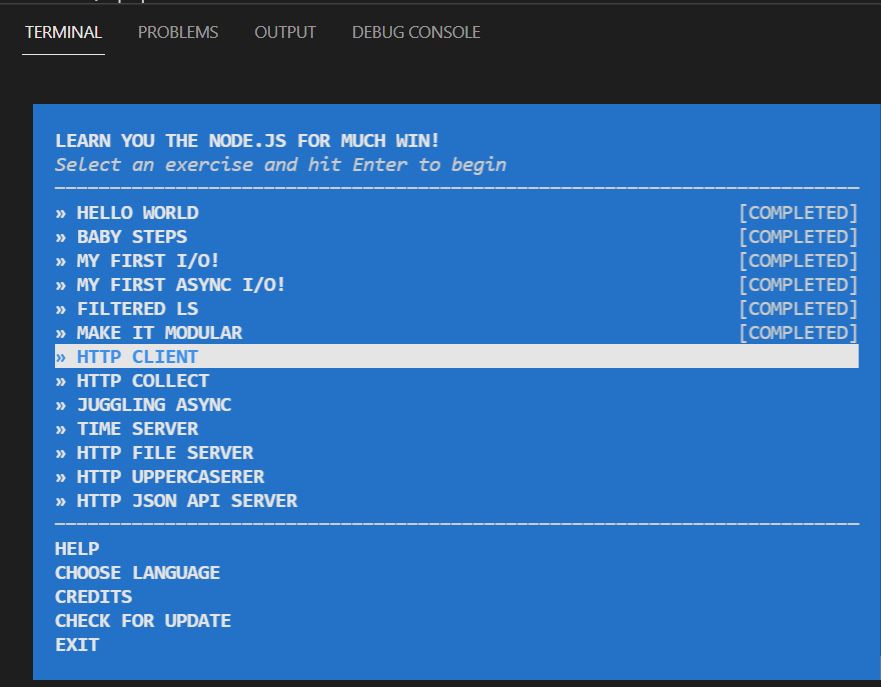 TERMINAL PROBLEMS OUTPUT DEBUG CONSOLE
LEARN YOU THE NODE.JS FOR MUCH WIN!
Select an exercise and hit Enter to begin
» HELLO WORLD [COMPLETED]
» BABY STEPS [COMPLETED]
» MY FIRST I/O! [COMPLETED]
» MY FIRST ASYNC I/O! [COMPLETED]
» FILTERED LS [COMPLETED]
» MAKE IT MODULAR [COMPLETED]
» HTTP CLIENT
» HTTP COLLECT
» JUGGLING ASYNC
» TIME SERVER
» HTTP FILE SERVER
» HTTP UPPERCASERER
» HTTP JSON API SERVER
HELP
CHOOSE LANGUAGE
CREDITS
CHECK FOR UPDATE
EXIT